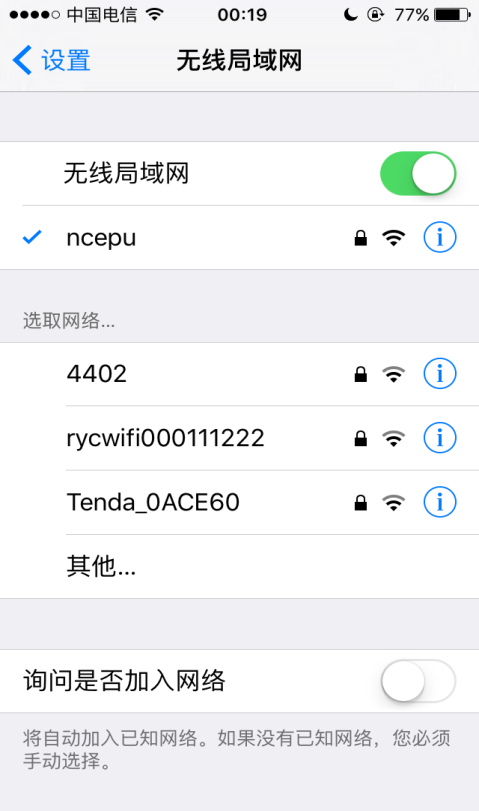 中国电信 00:19 77%
设置 无线局域网
无线局域网
ncepu
选取网络...
4402
rycwifi000111222
Tenda_0ACE60
其他...
询问是否加入网络
将自动加入已知网络。如果没有已知网络，您必须
手动选择。